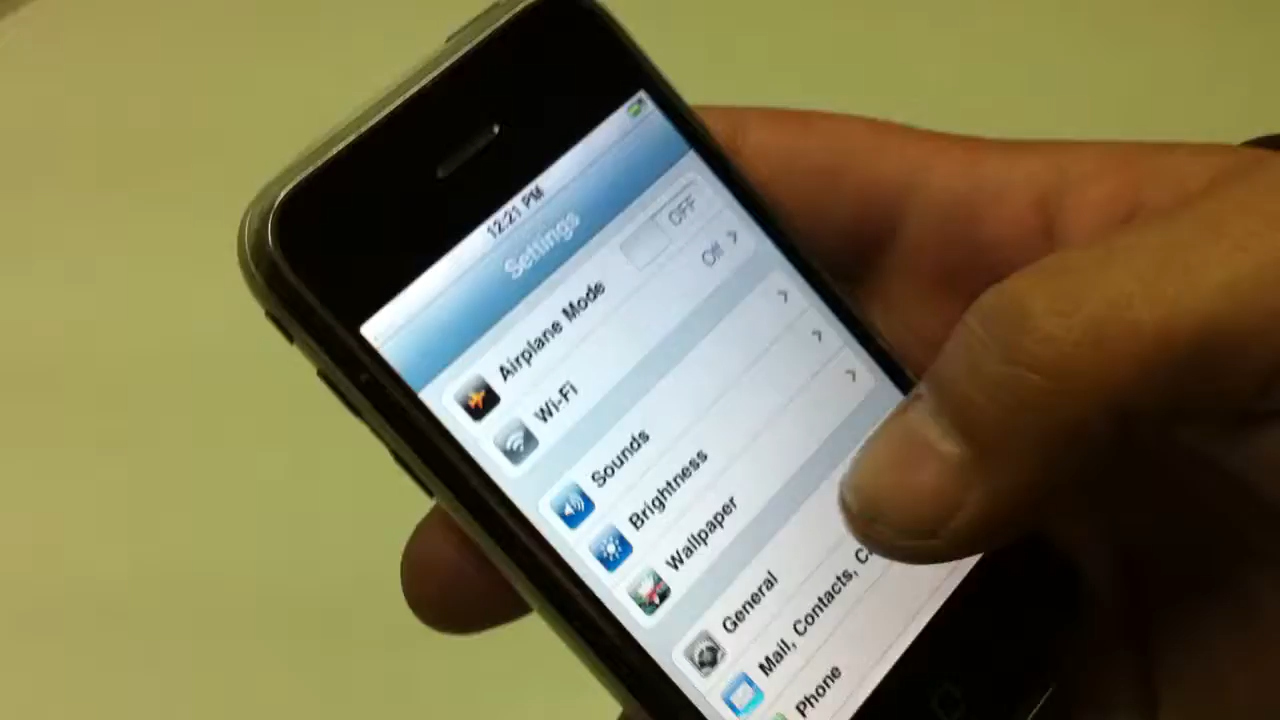 12:21 PM
Settings
Airplane Mode OFF
Wi-Fi Off
Sounds
Brightness
Wallpaper
General
Mail, Contacts,
Phone